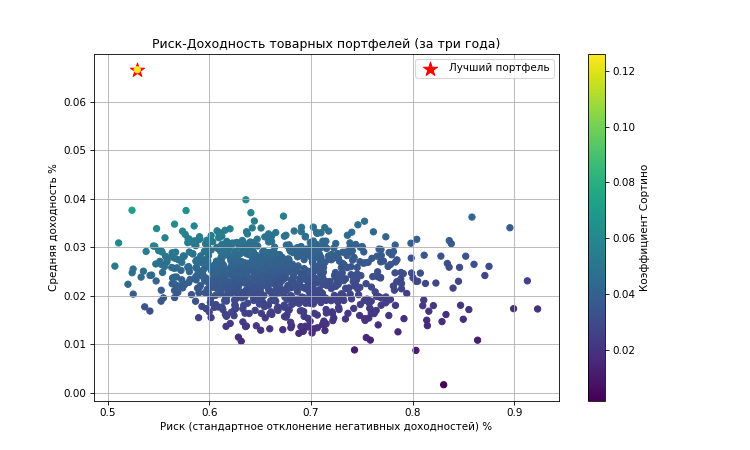 Риск-Доходность товарных портфелей (за три года)
Лучший портфель
Средняя доходность %
0.06
0.05
0.04
0.03
0.02
0.01
0.00
0.5 0.6 0.7 0.8 0.9
Риск (стандартное отклонение негативных доходностей) %
0.12
0.10
0.08
0.06
0.04
0.02
Коэффициент Сортино